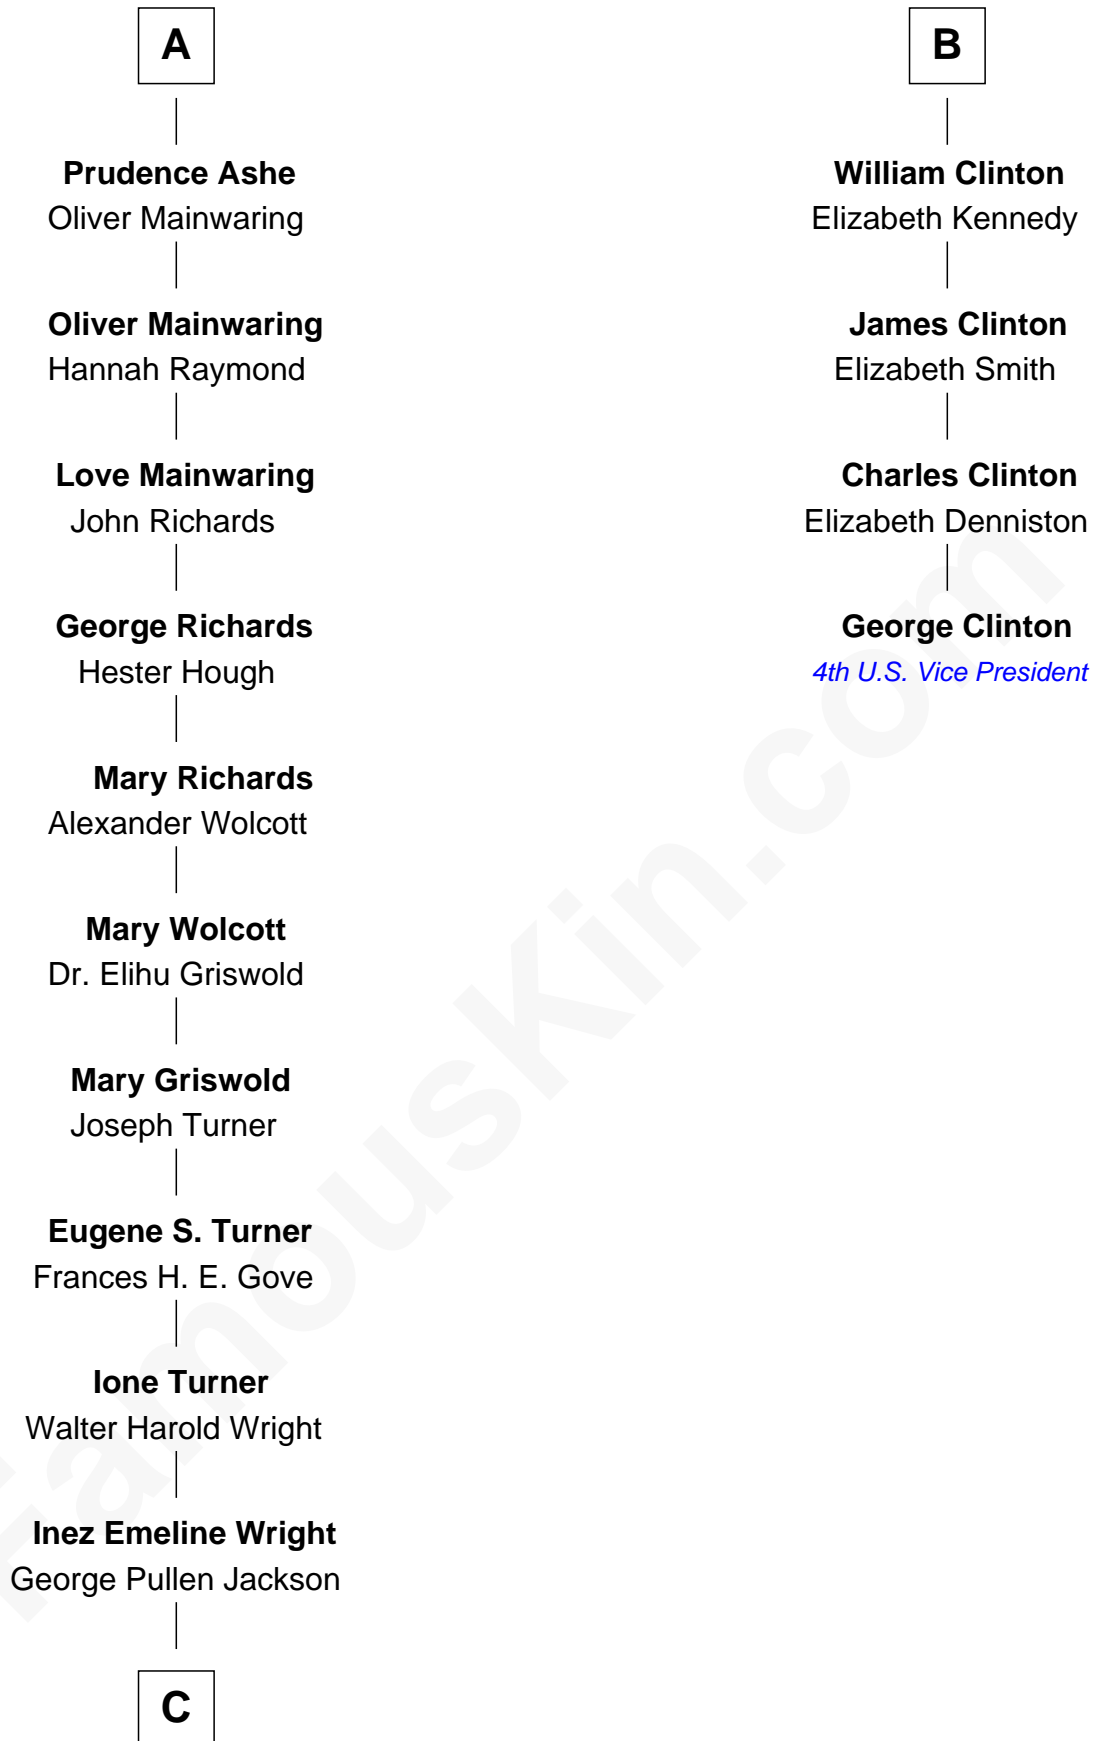 A
Prudence Ashe
Oliver Mainwaring
Oliver Mainwaring
Hannah Raymond
Love Mainwaring
John Richards
George Richards
Hester Hough
Mary Richards
Alexander Wolcott
Mary Wolcott
Dr. Elihu Griswold
Mary Griswold
Joseph Turner
Eugene S. Turner
Frances H. E. Gove
Ione Turner
Walter Harold Wright
Inez Emeline Wright
George Pullen Jackson
C
B
William Clinton
Elizabeth Kennedy
James Clinton
Elizabeth Smith
Charles Clinton
Elizabeth Denniston
George Clinton
4th U.S. Vice President
FamousKin.com